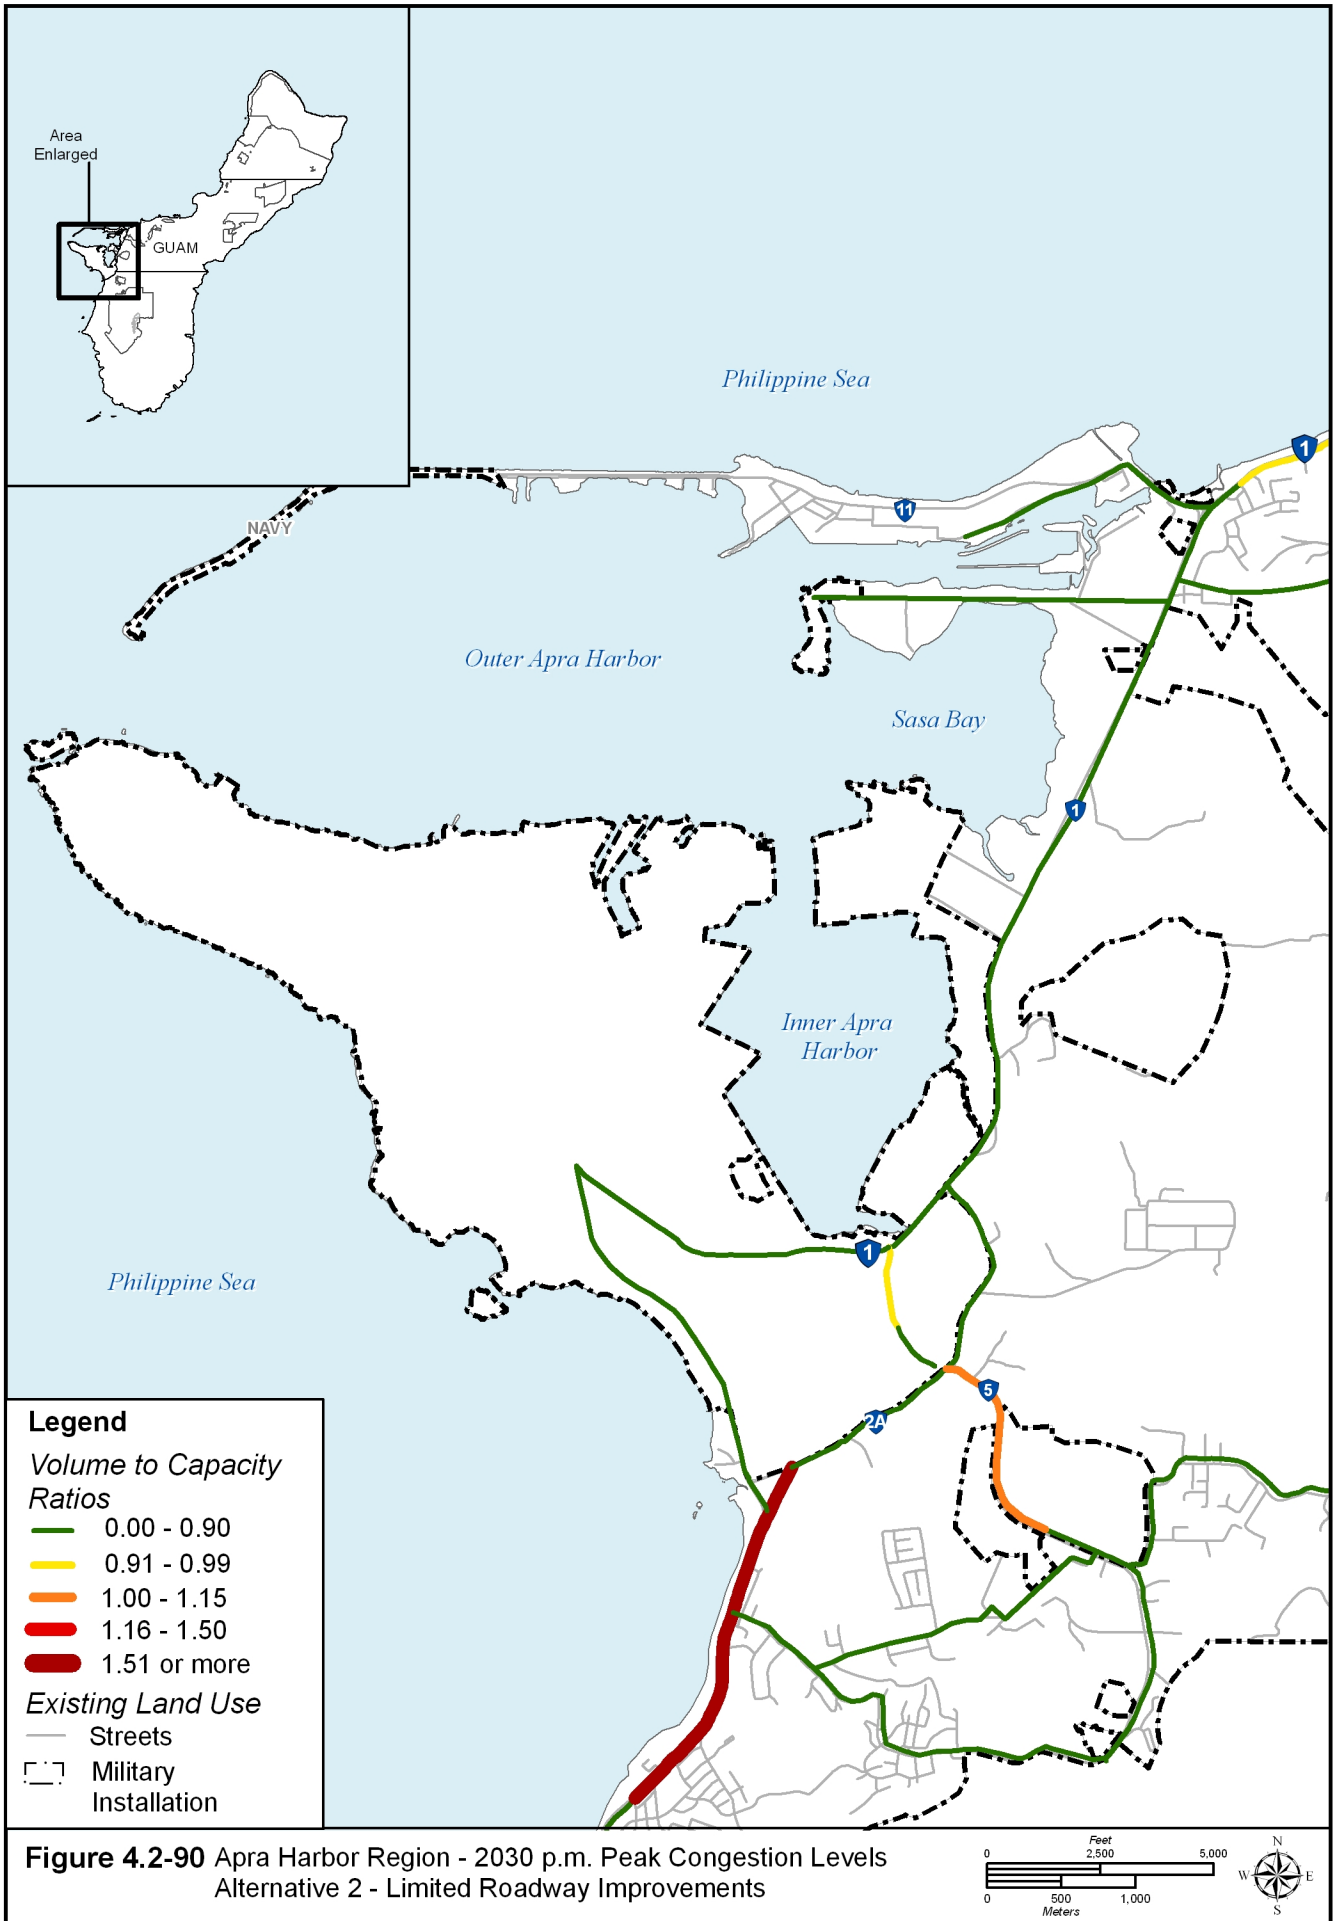 Area
Enlarged
GUAM
Philippine Sea
1
11
NAVY
Outer Apra Harbor
Sasa Bay
1
Inner Apra
Harbor
1
Philippine Sea
5
2A
Legend
Volume to Capacity
Ratios
0.00 - 0.90
0.91 - 0.99
1.00 - 1.15
1.16 - 1.50
1.51 or more
Existing Land Use
Streets
Military
Installation
Figure 4.2-90 Apra Harbor Region - 2030 p.m. Peak Congestion Levels
Alternative 2 - Limited Roadway Improvements
Feet
0 2,500 5,000
0 500 1,000
Meters
N
W E
S